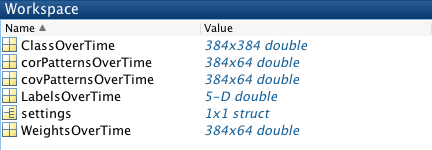 Workspace
Name Value
ClassOverTime 384x384 double
corPatternsOverTime 384x64 double
covPatternsOverTime 384x64 double
LabelsOverTime 5-D double
settings 1x1 struct
WeightsOverTime 384x64 double